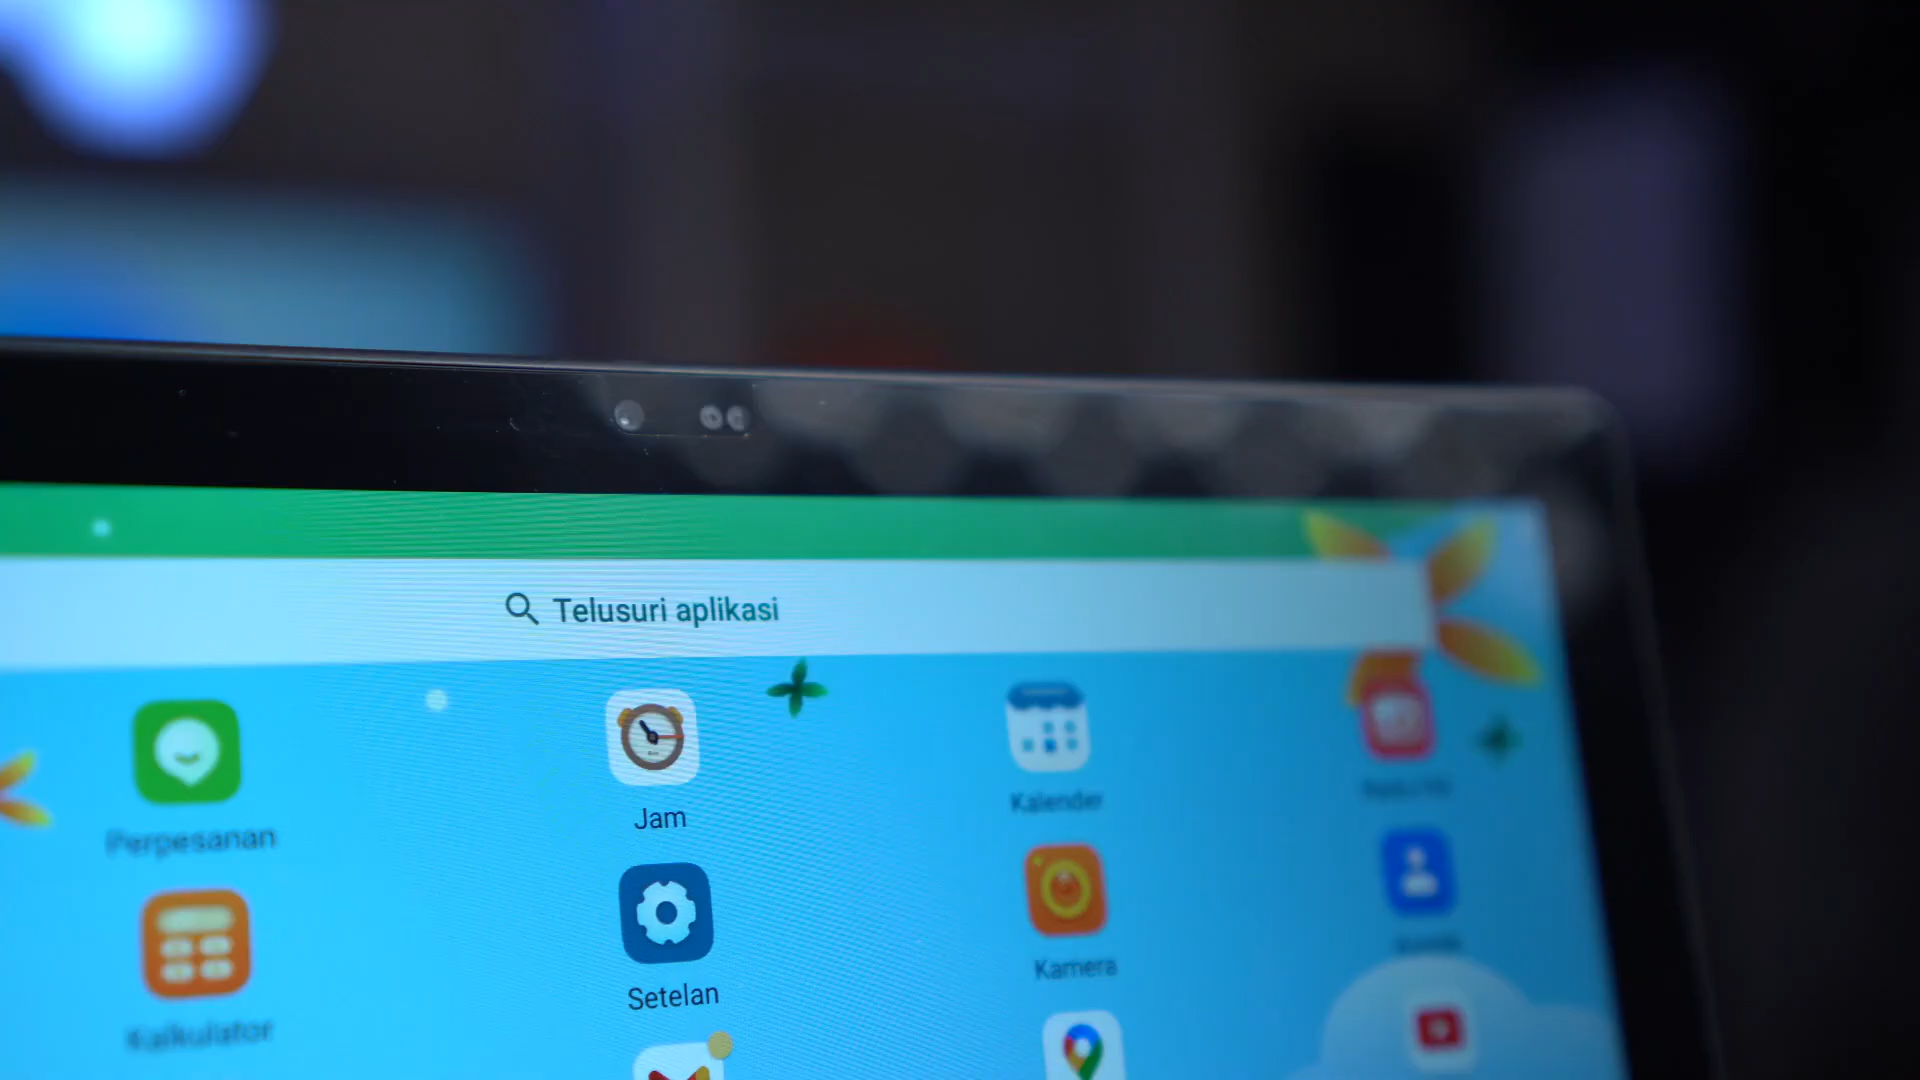 Telusuri aplikasi
Perpesanan
Jam
Kalender
Kalkulator
Setelan
Kamera